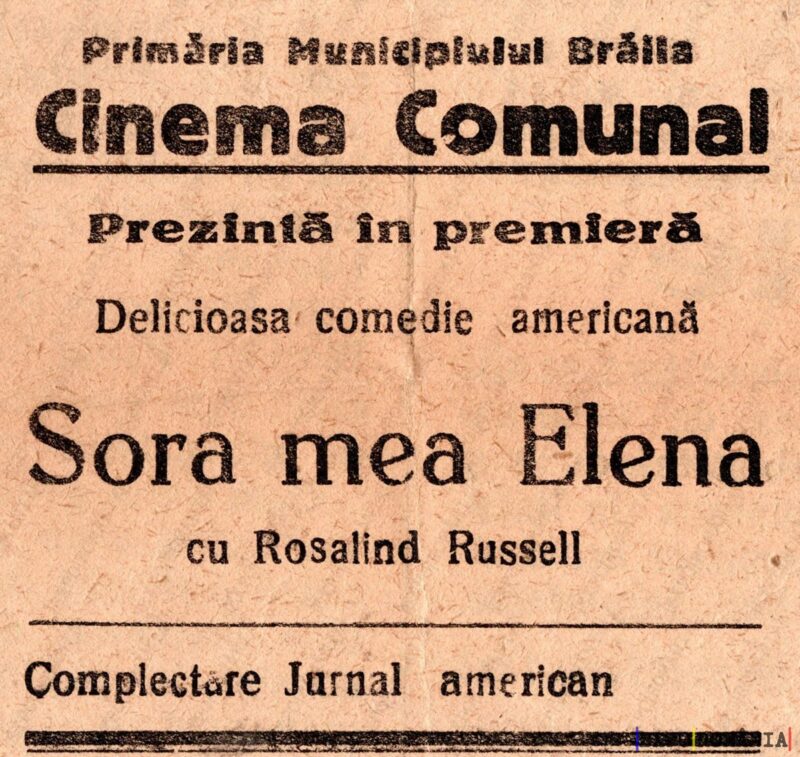 Primăria Municipiului Brăila
Cinema Comunal
Prezintă în premieră
Delicioasa comedie americană
Sora mea Elena
cu Rosalind Russell
Complectare Jurnal american